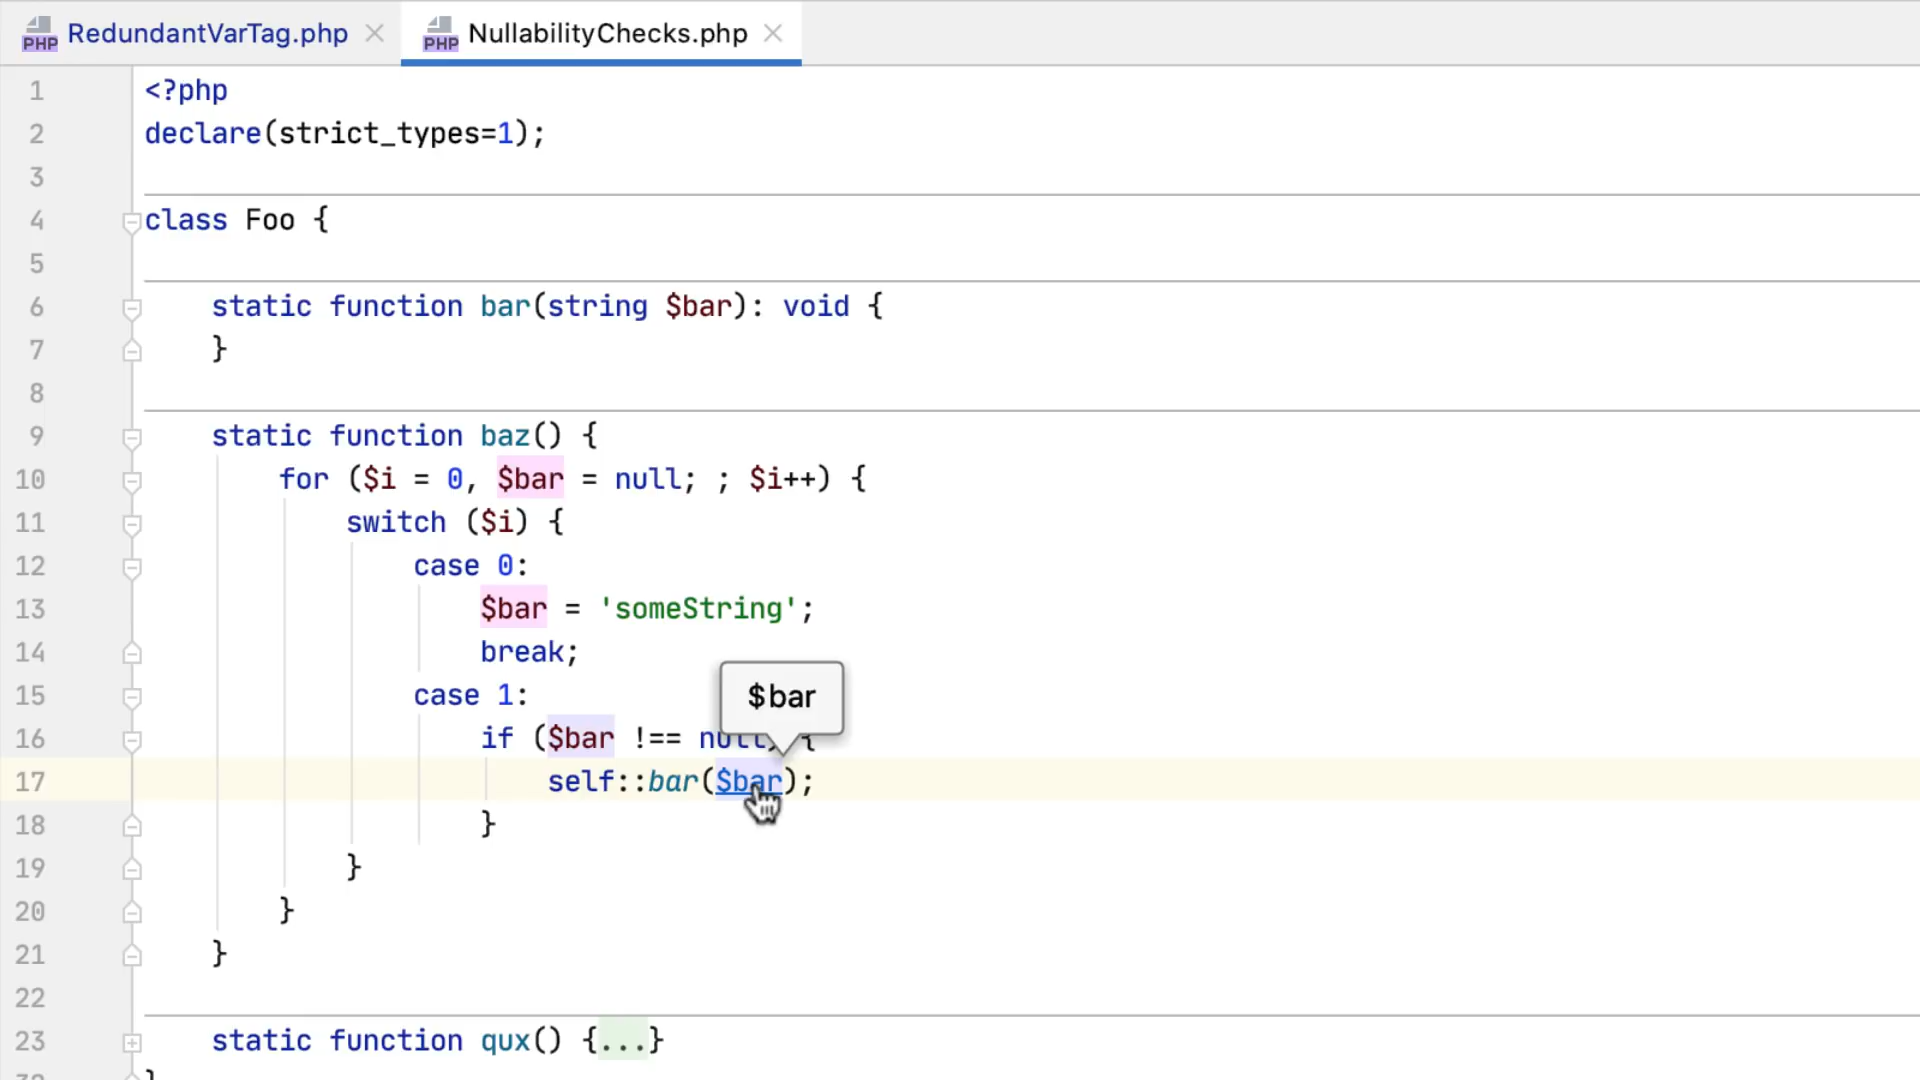 PHP RedundantVarTag.php PHP NullabilityChecks.php
1 <?php
2 declare(strict_types=1);
3
4 class Foo {
5
6 static function bar(string $bar): void {
7 }
8
9 static function baz() {
10 for ($i = 0, $bar = null; ; $i++) {
11 switch ($i) {
12 case 0:
13 $bar = 'someString';
14 break;
15 case 1:
$bar
16 if ($bar !== null) {
17 self::bar($bar);
18 }
19 }
20 }
21 }
22
23 static function qux() {...}
}